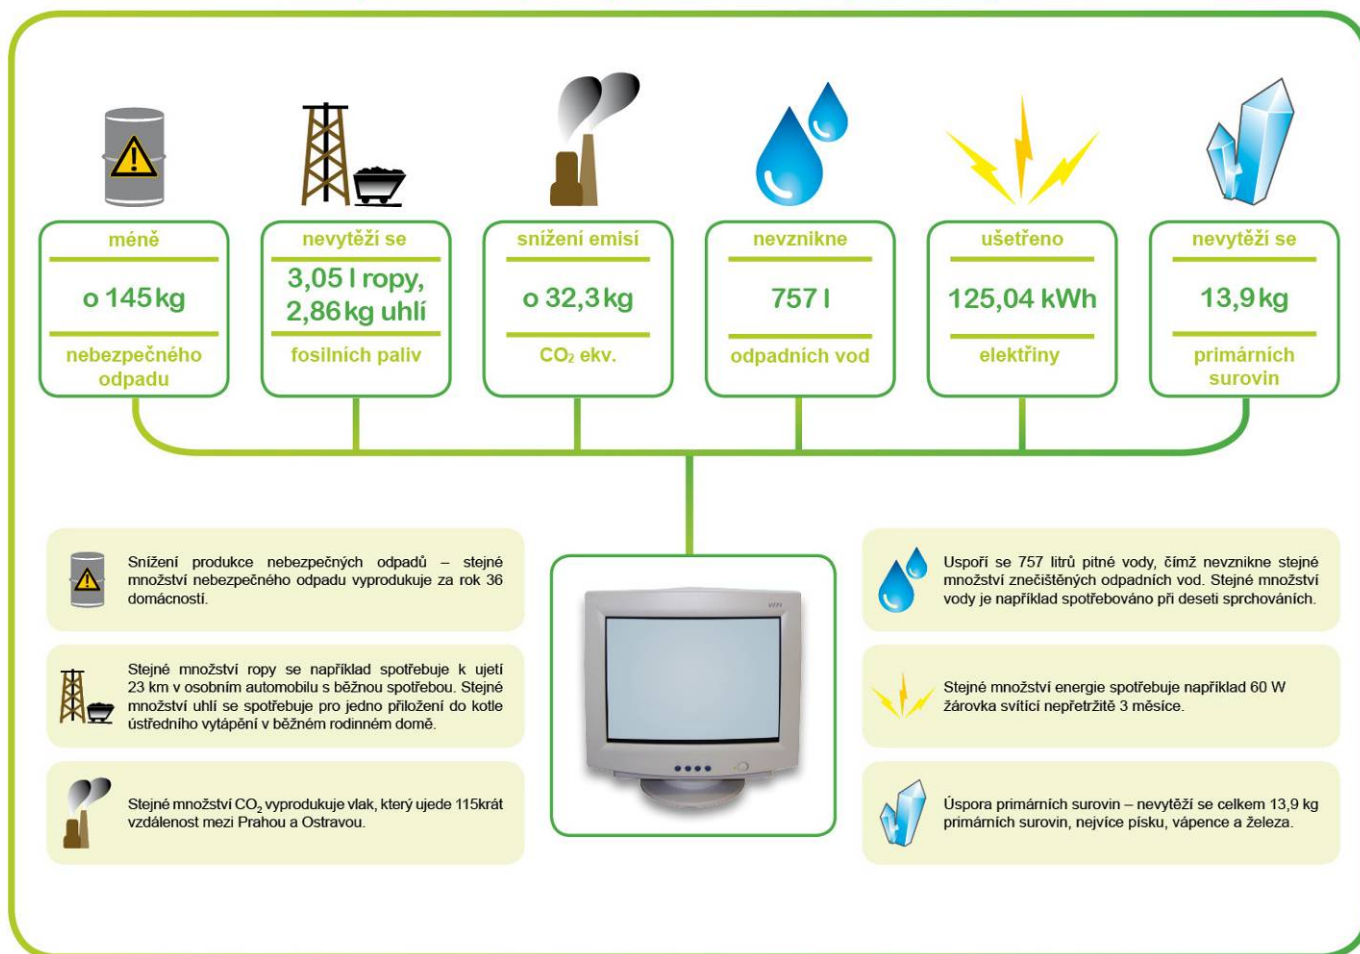 méně
o 145 kg
nebezpečného
odpadu
nevytěží se
3,05 l ropy,
2,86 kg uhlí
fosilních paliv
snížení emisí
o 32,3 kg
CO₂ ekv.
nevznikne
757 l
odpadních vod
ušetřeno
125,04 kWh
elektřiny
nevytěží se
13,9 kg
primárních
surovin
Snížení produkce nebezpečných odpadů – stejné
množství nebezpečného odpadu vyprodukuje za rok 36
domácností.
Stejné množství ropy se například spotřebuje k ujetí
23 km v osobním automobilu s běžnou spotřebou. Stejné
množství uhlí se spotřebuje pro jedno přiložení do kotle
ústředního vytápění v běžném rodinném domě.
Stejné množství CO₂ vyprodukuje vlak, který ujede 115krát
vzdálenost mezi Prahou a Ostravou.
Uspoří se 757 litrů pitné vody, čímž nevznikne stejné
množství znečištěných odpadních vod. Stejné množství
vody je například spotřebováno při deseti sprchováních.
Stejné množství energie spotřebuje například 60 W
žárovka svítící nepřetržitě 3 měsíce.
Úspora primárních surovin – nevytěží se celkem 13,9 kg
primárních surovin, nejvíce písku, vápence a železa.